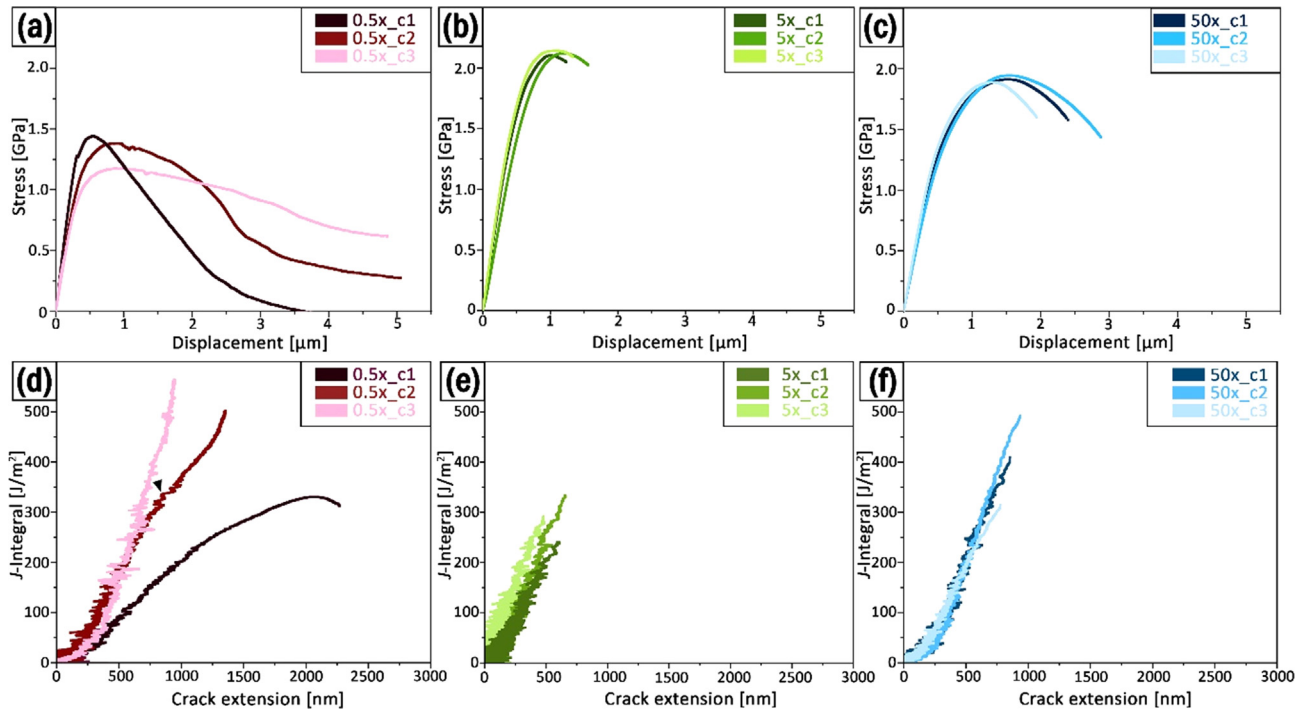 (a)
0.5x_c1
0.5x_c2
0.5x_c3
2.0
1.5
1.0
0.5
0
Stress [GPa]
0 1 2 3 4 5
Displacement [µm]
(b)
5x_c1
5x_c2
5x_c3
2.0
1.5
1.0
0.5
0
Stress [GPa]
0 1 2 3 4 5
Displacement [µm]
(c)
50x_c1
50x_c2
50x_c3
2.0
1.5
1.0
0.5
0
Stress [GPa]
0 1 2 3 4 5
Displacement [µm]
(d)
0.5x_c1
0.5x_c2
0.5x_c3
500
400
300
200
100
0
J-Integral [J/m²]
0 500 1000 1500 2000 2500 3000
Crack extension [nm]
(e)
5x_c1
5x_c2
5x_c3
500
400
300
200
100
0
J-Integral [J/m²]
0 500 1000 1500 2000 2500 3000
Crack extension [nm]
(f)
50x_c1
50x_c2
50x_c3
500
400
300
200
100
0
J-Integral [J/m²]
0 500 1000 1500 2000 2500 3000
Crack extension [nm]